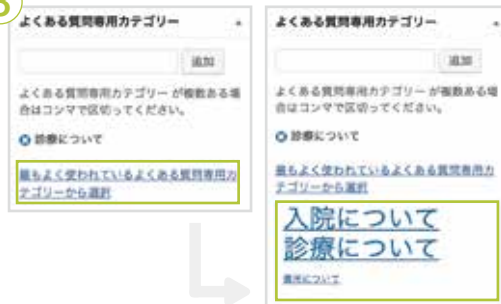 よくある質問専用カテゴリー
追加
よくある質問専用カテゴリー が複数ある場
合はコンマで区切ってください。
診療について
最もよく使われているよくある質問専用カ
テゴリーから選択
よくある質問専用カテゴリー
追加
よくある質問専用カテゴリー が複数ある場
合はコンマで区切ってください。
診療について
最もよく使われているよくある質問専用カ
テゴリーから選択
入院について
診療について